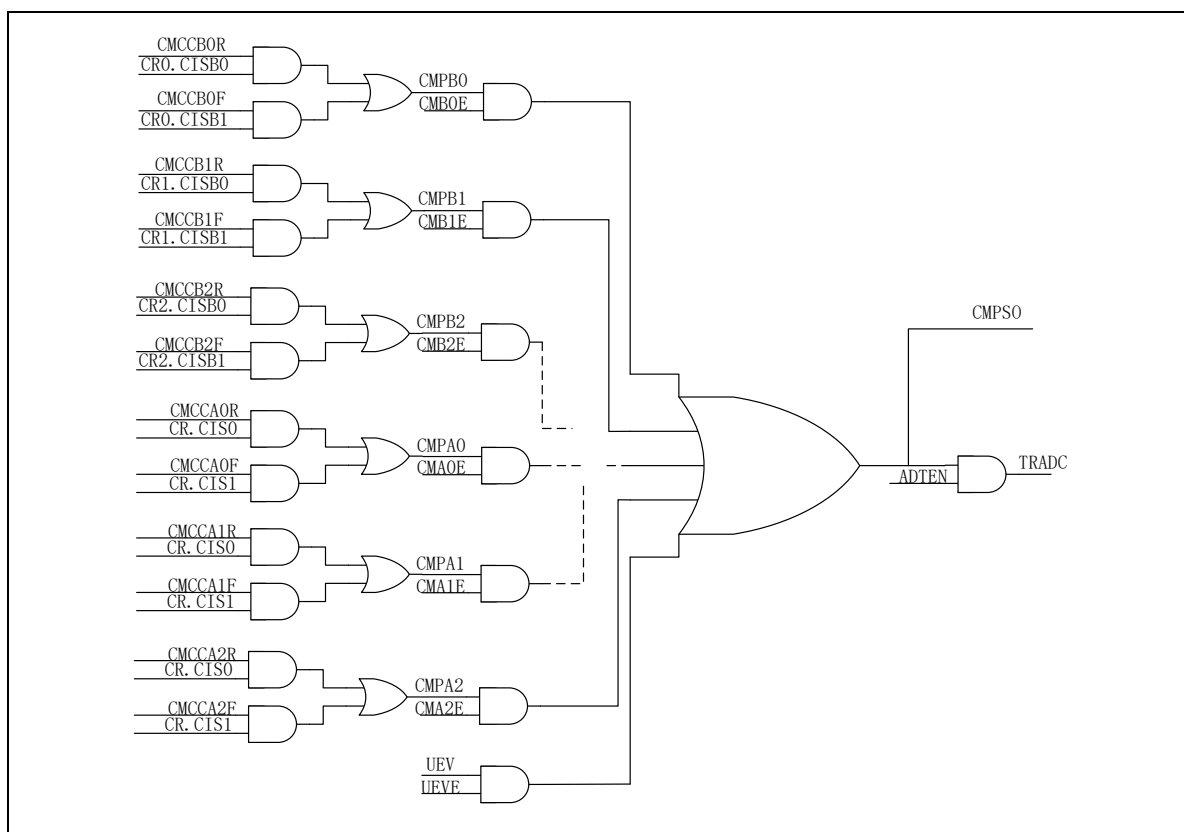 CMCCB0R
CR0.CISB0
CMCCB0F
CR0.CISB1
CMPB0
CMB0E
CMCCB1R
CR1.CISB0
CMCCB1F
CR1.CISB1
CMPB1
CMB1E
CMCCB2R
CR2.CISB0
CMCCB2F
CR2.CISB1
CMPB2
CMB2E
CMCCA0R
CR.CIS0
CMCCA0F
CR.CIS1
CMPA0
CMA0E
CMCCA1R
CR.CIS0
CMCCA1F
CR.CIS1
CMPA1
CMA1E
CMCCA2R
CR.CIS0
CMCCA2F
CR.CIS1
CMPA2
CMA2E
UEV
UEVE
CMPSO
ADTEN
TRADC